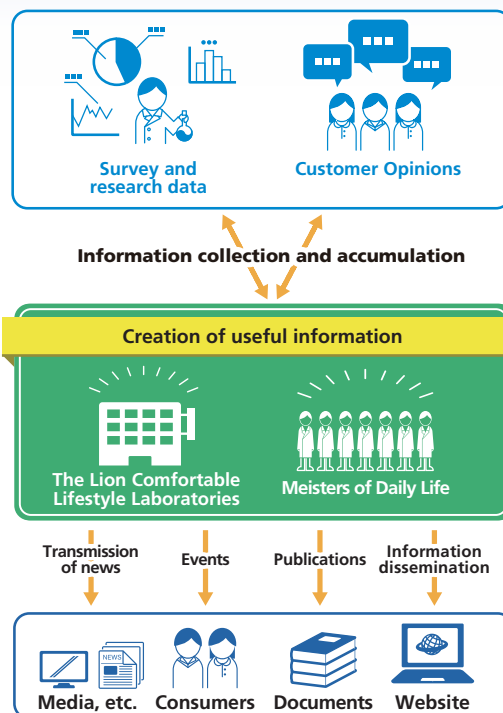 Survey and
research data
Customer Opinions
Information collection and accumulation
Creation of useful information
The Lion Comfortable
Lifestyle Laboratories
Meisters of Daily Life
Transmission
of news
Events
Publications
Information
dissemination
NEWS
Media, etc.
Consumers
Documents
Website